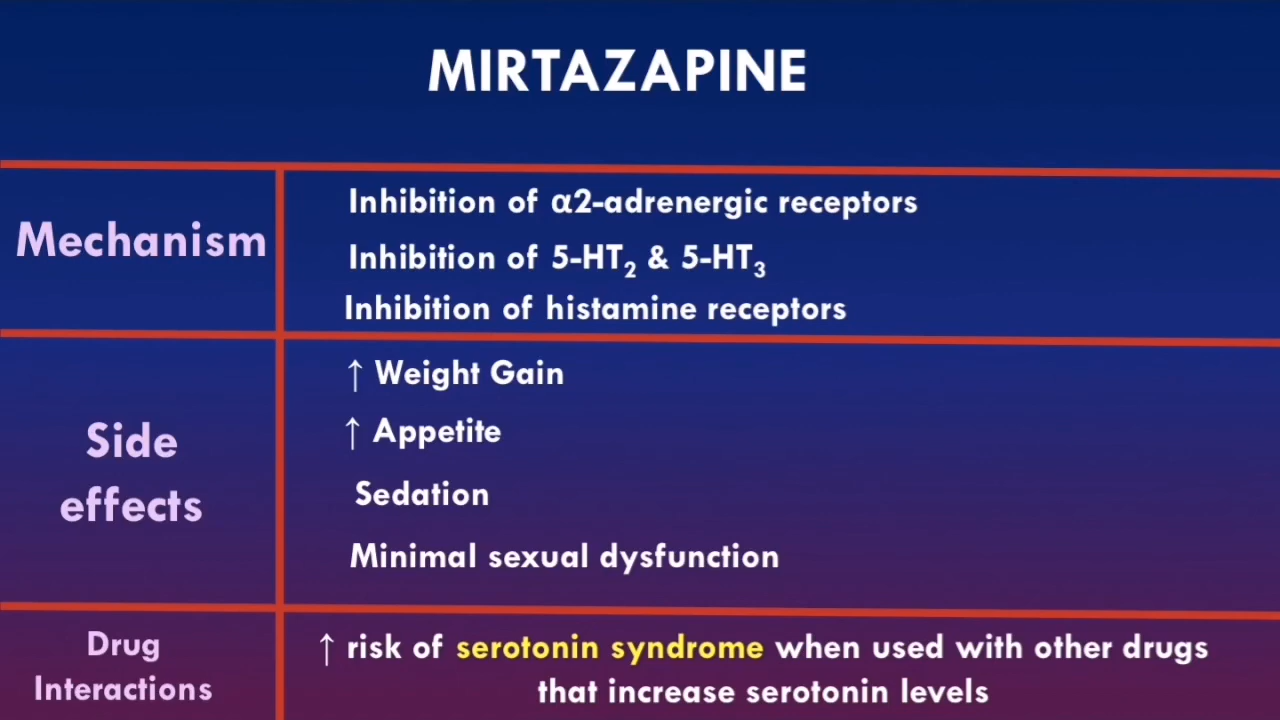 MIRTAZAPINE
Mechanism
Inhibition of α2-adrenergic receptors
Inhibition of 5-HT₂ & 5-HT₃
Inhibition of histamine receptors
Side
effects
↑ Weight Gain
↑ Appetite
Sedation
Minimal sexual dysfunction
Drug
Interactions
↑ risk of serotonin syndrome when used with other drugs
that increase serotonin levels